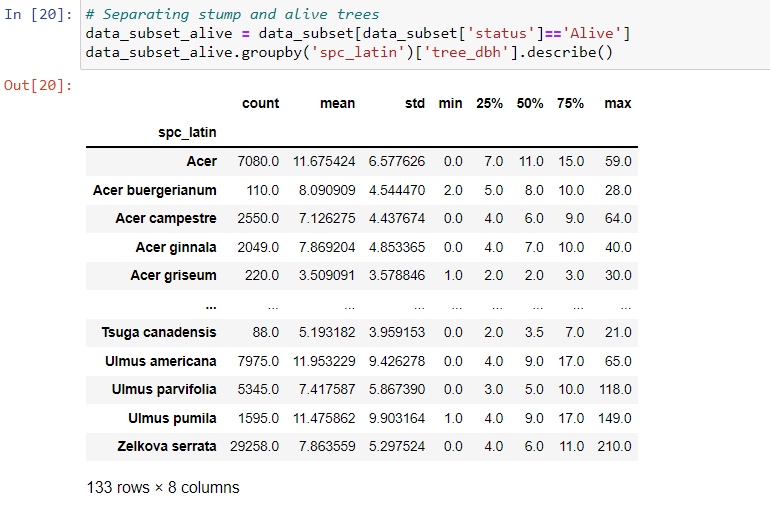 In [20]: # Separating stump and alive trees
data_subset_alive = data_subset[data_subset['status']=='Alive']
data_subset_alive.groupby('spc_latin')['tree_dbh'].describe()
Out[20]:
count mean std min 25% 50% 75% max
spc_latin
Acer 7080.0 11.675424 6.577626 0.0 7.0 11.0 15.0 59.0
Acer buergerianum 110.0 8.090909 4.544470 2.0 5.0 8.0 10.0 28.0
Acer campestre 2550.0 7.126275 4.437674 0.0 4.0 6.0 9.0 64.0
Acer ginnala 2049.0 7.869204 4.853365 0.0 4.0 7.0 10.0 40.0
Acer griseum 220.0 3.509091 3.578846 1.0 2.0 2.0 3.0 30.0
... ... ... ... ... ... ... ... ...
Tsuga canadensis 88.0 5.193182 3.959153 0.0 2.0 3.5 7.0 21.0
Ulmus americana 7975.0 11.953229 9.426278 0.0 4.0 9.0 17.0 65.0
Ulmus parvifolia 5345.0 7.417587 5.867390 0.0 3.0 5.0 10.0 118.0
Ulmus pumila 1595.0 11.475862 9.903164 1.0 4.0 9.0 17.0 149.0
Zelkova serrata 29258.0 7.863559 5.297524 0.0 4.0 6.0 11.0 210.0
133 rows × 8 columns